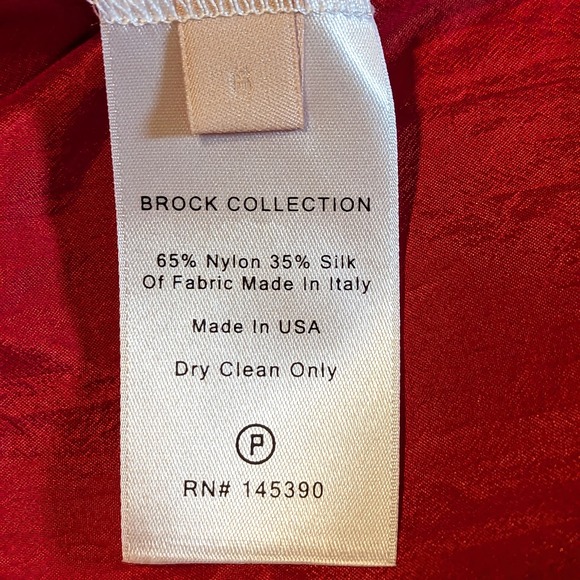 BROCK COLLECTION
65% Nylon 35% Silk
Of Fabric Made In Italy
Made In USA
Dry Clean Only
P
RN# 145390